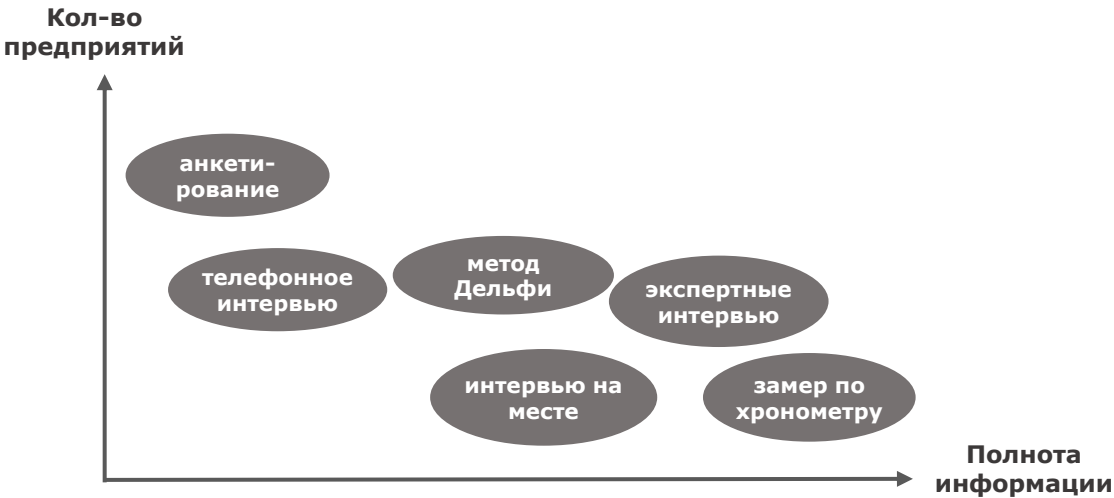 Кол-во
предприятий
анкети-
рование
телефонное
интервью
метод
Дельфи
экспертные
интервью
интервью на
месте
замер по
хронометру
Полнота
информации